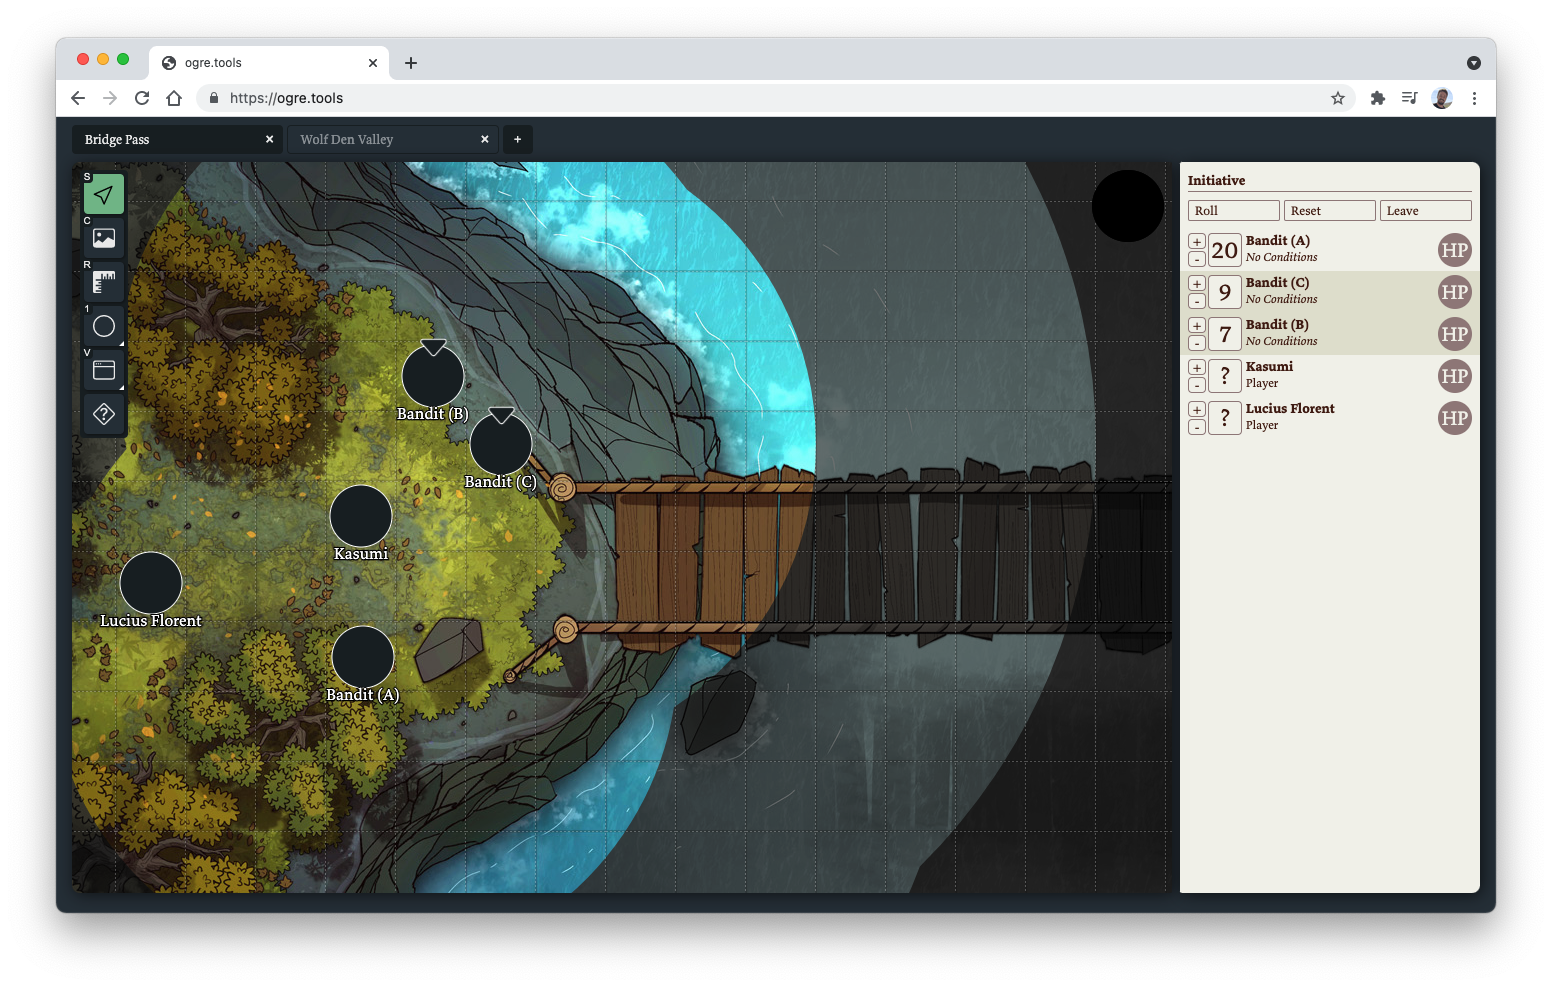 ogre.tools
https://ogre.tools
Bridge Pass
Wolf Den Valley
S
C
R
1
V
?
Bandit (B)
Bandit (C)
Kasumi
Lucius Florent
Bandit (A)
Initiative
Roll Reset Leave
+ - 20 Bandit (A) HP
No Conditions
+ - 9 Bandit (C) HP
No Conditions
+ - 7 Bandit (B) HP
No Conditions
+ - ? Kasumi HP
Player
+ - ? Lucius Florent HP
Player